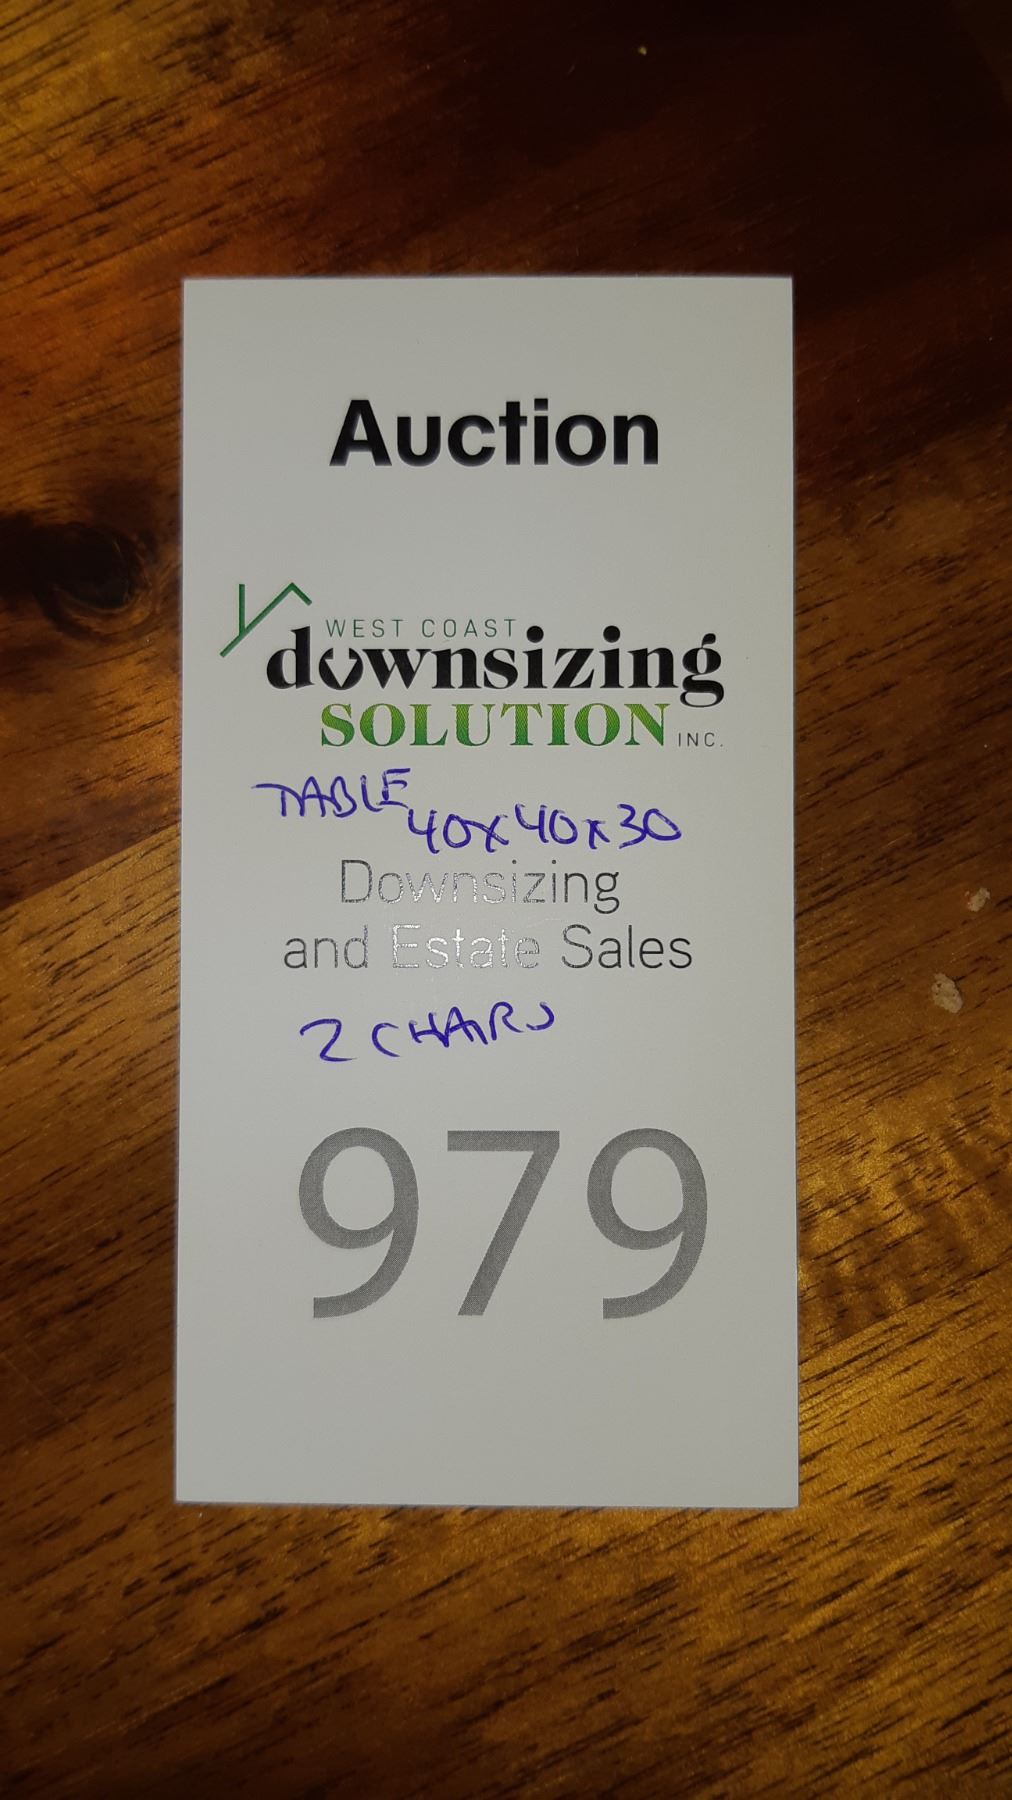 Auction
WEST COAST
downsizing
SOLUTION INC.
TABLE
40x40x30
Downsizing
and Estate Sales
2 CHAIRS
979